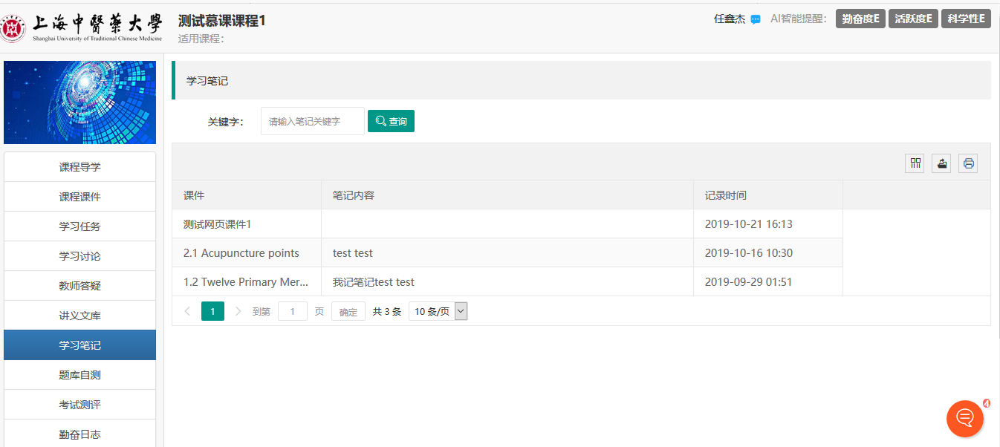 上海中醫藥大學
Shanghai University of Traditional Chinese Medicine
测试慕课课程1
适用课程:
任鑫杰 AI智能提醒: 勤奋度E 活跃度E 科学性E
课程导学
课程课件
学习任务
学习讨论
教师答疑
讲义文库
学习笔记
题库自测
考试测评
勤奋日志
学习笔记
关键字: 请输入笔记关键字 查询
课件 笔记内容 记录时间
测试网页课件1 2019-10-21 16:13
2.1 Acupuncture points test test 2019-10-16 10:30
1.2 Twelve Primary Mer... 我记笔记test test 2019-09-29 01:51
1 到第 1 页 确定 共 3 条 10 条/页
4